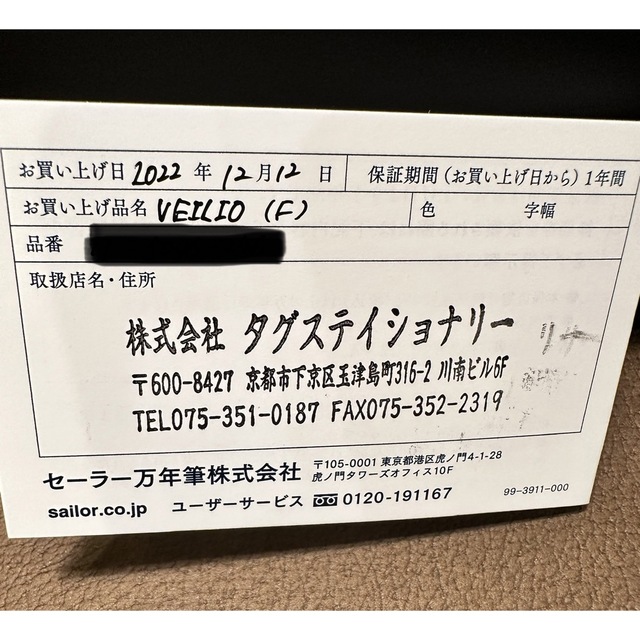 お買い上げ日 2022 年 12月 12 日 保証期間(お買い上げ日から)1年間
お買い上げ品名 VEILIO (F) 色 字幅
品番
取扱店名・住所
株式会社 タグステイショナリー
〒600-8427 京都市下京区玉津島町316-2 川南ビル6F
TEL075-351-0187 FAX075-352-2319
セーラー万年筆株式会社 〒105-0001 東京都港区虎ノ門4-1-28
虎ノ門タワーズオフィス10F
sailor.co.jp ユーザーサービス 0120-191167 99-3911-000